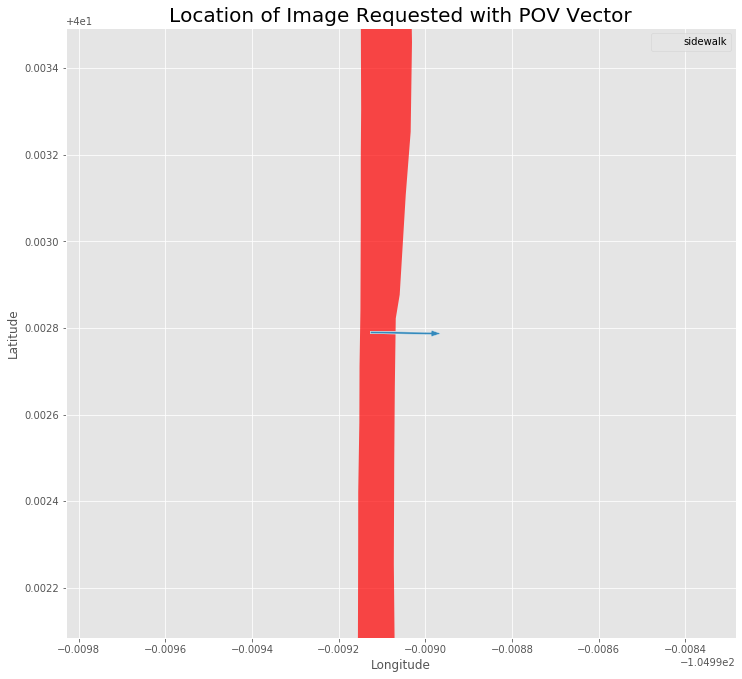 Location of Image Requested with POV Vector
+4e1
sidewalk
0.0034
0.0032
0.0030
0.0028
0.0026
0.0024
0.0022
Latitude
−0.0098 −0.0096 −0.0094 −0.0092 −0.0090 −0.0088 −0.0086 −0.0084
Longitude
−1.0499e2